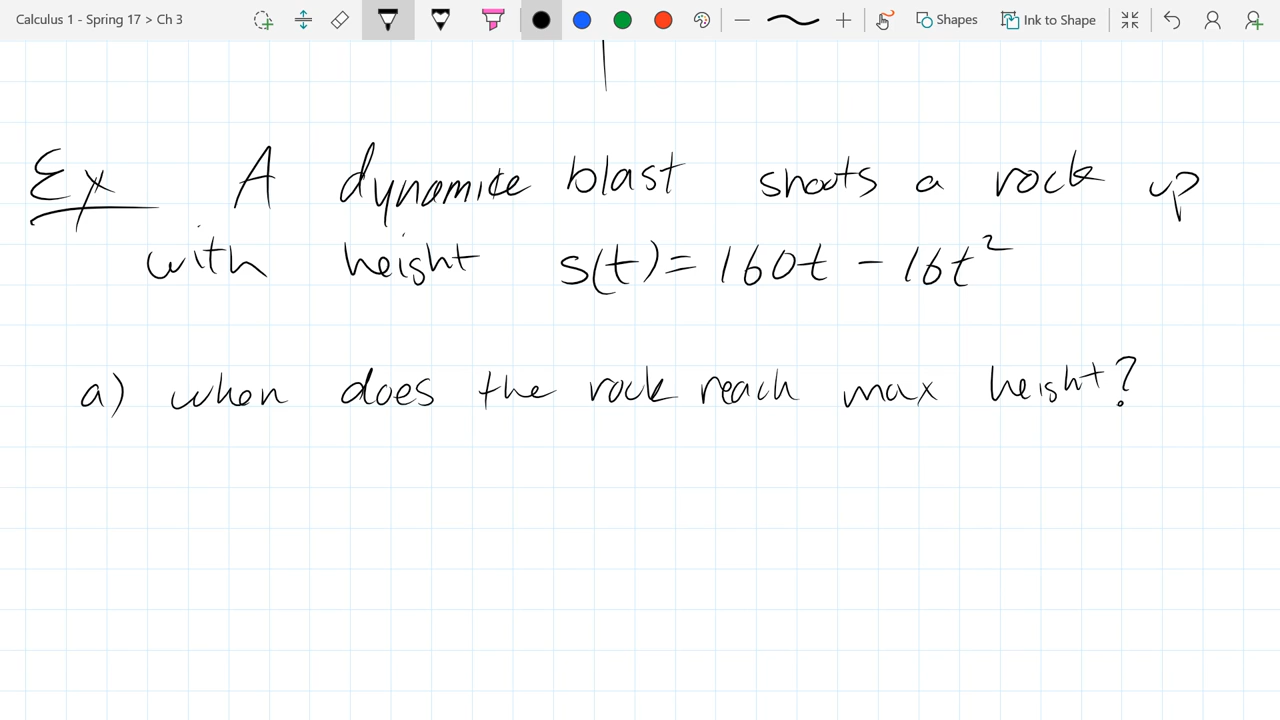 Calculus 1 - Spring 17 > Ch 3
Shapes
Ink to Shape
Ex A dynamite blast shoots a rock up
with height s(t) = 160t - 16t²
a) when does the rock reach max height?